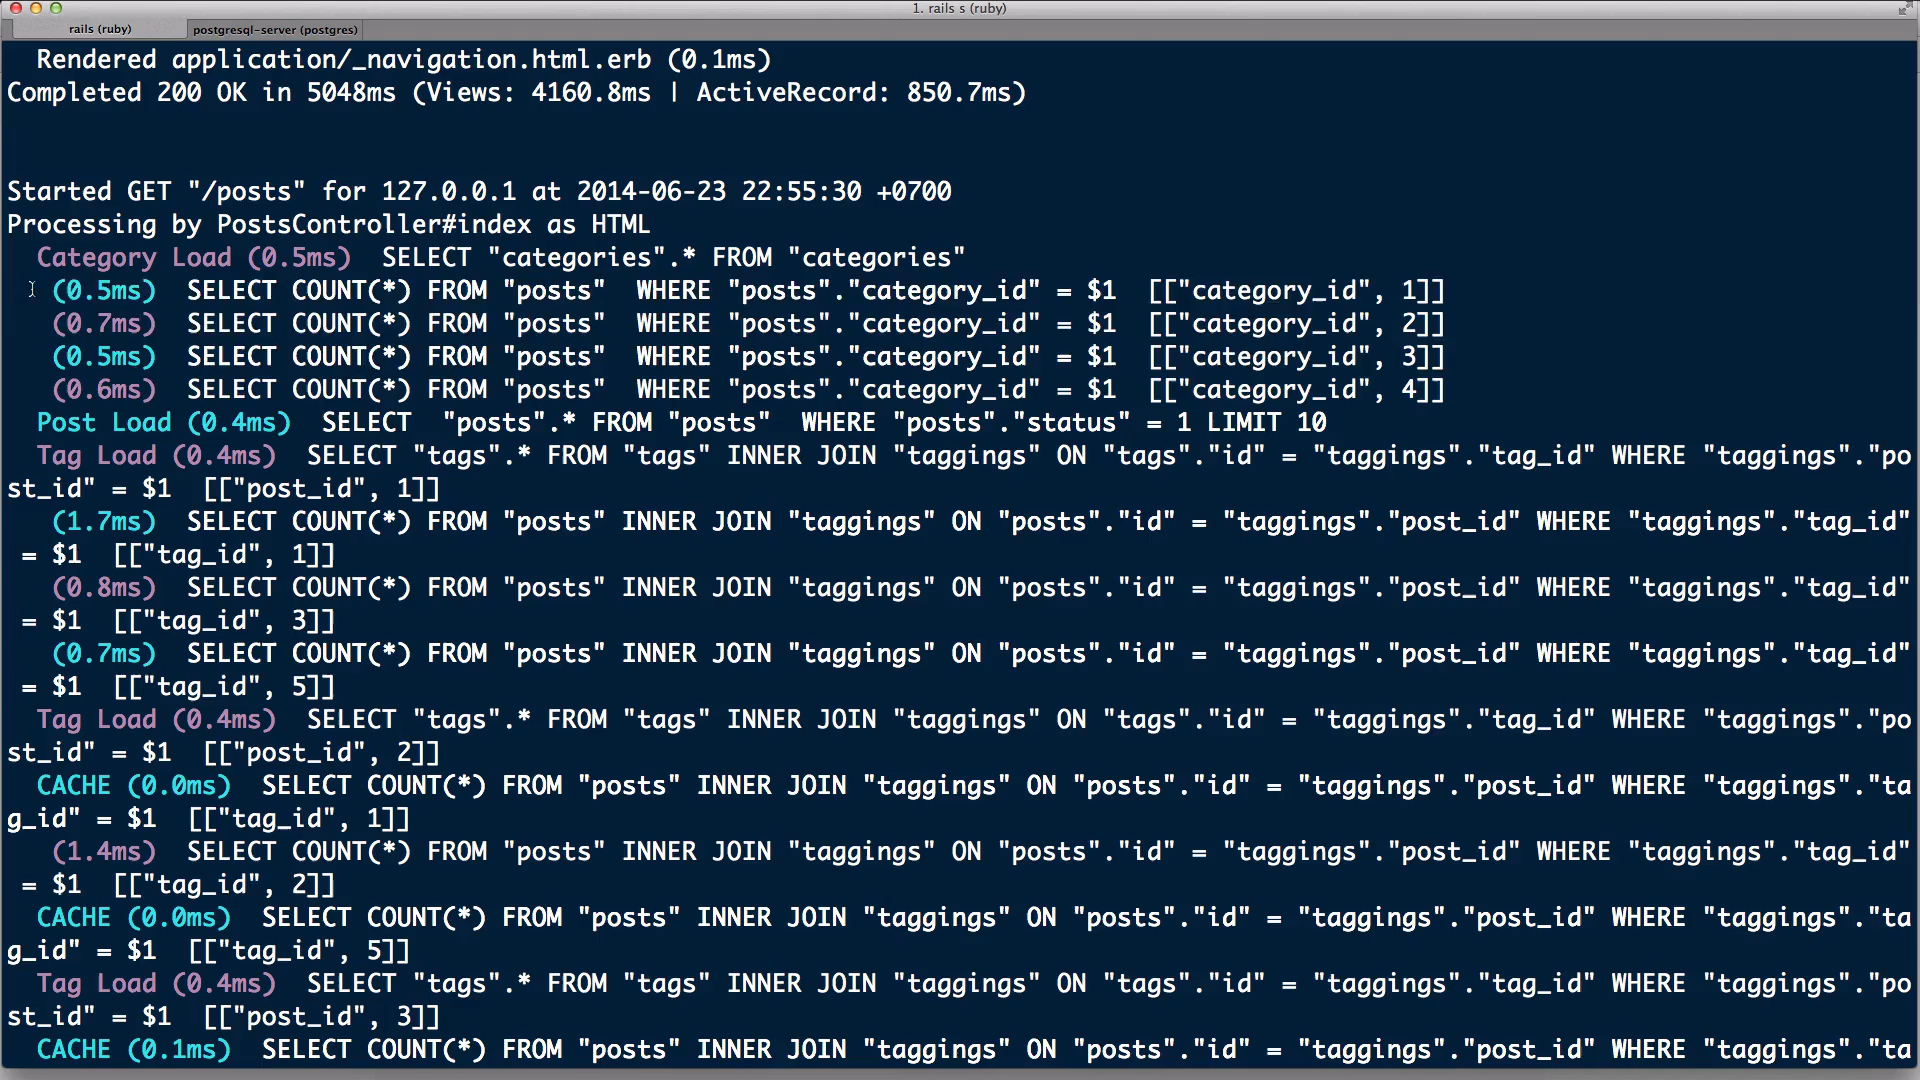 1. rails s (ruby)
rails (ruby)
postgresql-server (postgres)
Rendered application/_navigation.html.erb (0.1ms)
Completed 200 OK in 5048ms (Views: 4160.8ms | ActiveRecord: 850.7ms)
Started GET "/posts" for 127.0.0.1 at 2014-06-23 22:55:30 +0700
Processing by PostsController#index as HTML
Category Load (0.5ms)  SELECT "categories".* FROM "categories"
(0.5ms)  SELECT COUNT(*) FROM "posts"  WHERE "posts"."category_id" = $1  [["category_id", 1]]
(0.7ms)  SELECT COUNT(*) FROM "posts"  WHERE "posts"."category_id" = $1  [["category_id", 2]]
(0.5ms)  SELECT COUNT(*) FROM "posts"  WHERE "posts"."category_id" = $1  [["category_id", 3]]
(0.6ms)  SELECT COUNT(*) FROM "posts"  WHERE "posts"."category_id" = $1  [["category_id", 4]]
Post Load (0.4ms)  SELECT  "posts".* FROM "posts"  WHERE "posts"."status" = 1 LIMIT 10
Tag Load (0.4ms)  SELECT "tags".* FROM "tags" INNER JOIN "taggings" ON "tags"."id" = "taggings"."tag_id" WHERE "taggings"."po
st_id" = $1  [["post_id", 1]]
(1.7ms)  SELECT COUNT(*) FROM "posts" INNER JOIN "taggings" ON "posts"."id" = "taggings"."post_id" WHERE "taggings"."tag_id"
= $1  [["tag_id", 1]]
(0.8ms)  SELECT COUNT(*) FROM "posts" INNER JOIN "taggings" ON "posts"."id" = "taggings"."post_id" WHERE "taggings"."tag_id"
= $1  [["tag_id", 3]]
(0.7ms)  SELECT COUNT(*) FROM "posts" INNER JOIN "taggings" ON "posts"."id" = "taggings"."post_id" WHERE "taggings"."tag_id"
= $1  [["tag_id", 5]]
Tag Load (0.4ms)  SELECT "tags".* FROM "tags" INNER JOIN "taggings" ON "tags"."id" = "taggings"."tag_id" WHERE "taggings"."po
st_id" = $1  [["post_id", 2]]
CACHE (0.0ms)  SELECT COUNT(*) FROM "posts" INNER JOIN "taggings" ON "posts"."id" = "taggings"."post_id" WHERE "taggings"."ta
g_id" = $1  [["tag_id", 1]]
(1.4ms)  SELECT COUNT(*) FROM "posts" INNER JOIN "taggings" ON "posts"."id" = "taggings"."post_id" WHERE "taggings"."tag_id"
= $1  [["tag_id", 2]]
CACHE (0.0ms)  SELECT COUNT(*) FROM "posts" INNER JOIN "taggings" ON "posts"."id" = "taggings"."post_id" WHERE "taggings"."ta
g_id" = $1  [["tag_id", 5]]
Tag Load (0.4ms)  SELECT "tags".* FROM "tags" INNER JOIN "taggings" ON "tags"."id" = "taggings"."tag_id" WHERE "taggings"."po
st_id" = $1  [["post_id", 3]]
CACHE (0.1ms)  SELECT COUNT(*) FROM "posts" INNER JOIN "taggings" ON "posts"."id" = "taggings"."post_id" WHERE "taggings"."ta